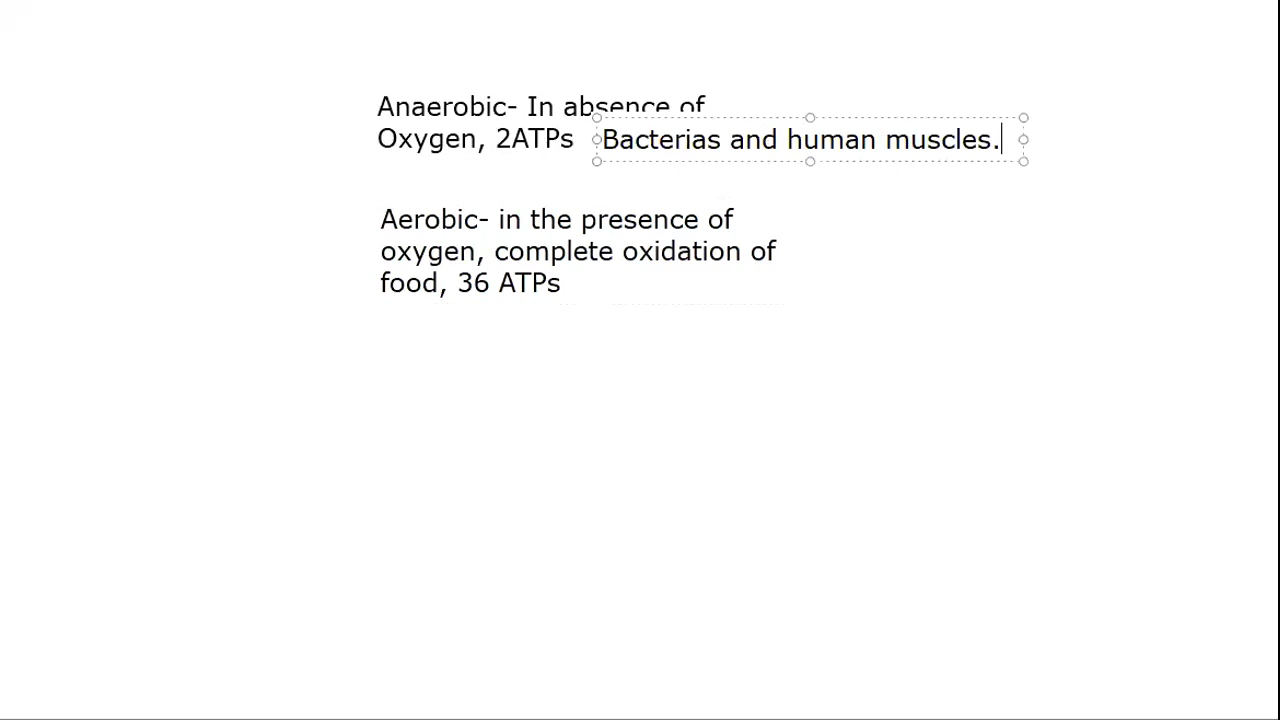 Anaerobic- In absence of
Oxygen, 2ATPs Bacterias and human muscles.
Aerobic- in the presence of
oxygen, complete oxidation of
food, 36 ATPs